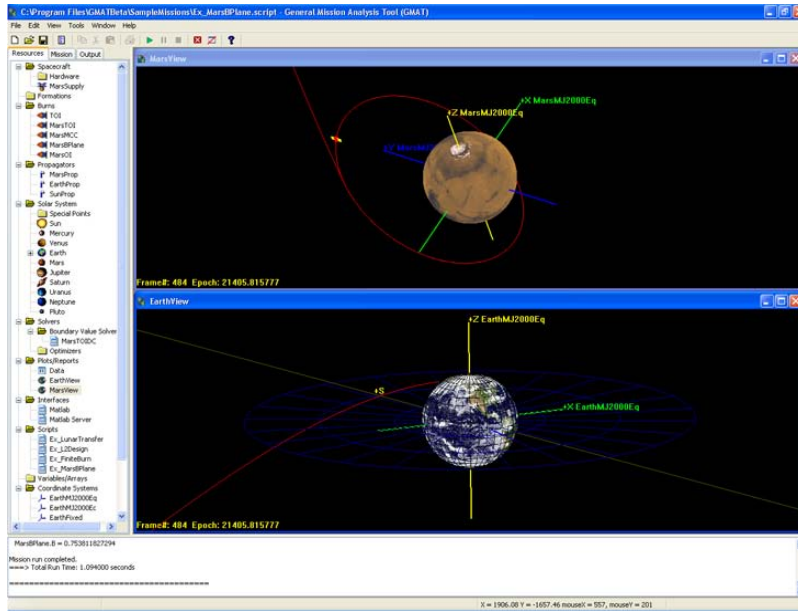 C:\Program Files\GMATBeta\SampleMissions\Ex_MarsBPlane.script - General Mission Analysis Tool (GMAT)
File Edit View Tools Window Help
Resources Mission Output
Spacecraft
Hardware
MarsSupply
Formations
Burns
TOI
MarsTOI
MarsMCC
MarsBPlane
MarsOI
Propagators
MarsProp
EarthProp
SunProp
Solar System
Special Points
Sun
Mercury
Venus
Earth
Mars
Jupiter
Saturn
Uranus
Neptune
Pluto
Solvers
Boundary Value Solver
MarsTOIDC
Optimizers
Plots/Reports
Data
EarthView
MarsView
Interfaces
Matlab
Matlab Server
Scripts
Ex_LunarTransfer
Ex_L2Design
Ex_FiniteBurn
Ex_MarsBPlane
Variables/Arrays
Coordinate Systems
EarthMJ2000Eq
EarthMJ2000Ec
EarthFixed
MarsView
+X MarsMJ2000Eq
+Z MarsMJ2000Eq
+Y MarsMJ2
Frame#: 484 Epoch: 21405.815777
EarthView
+Z EarthMJ2000Eq
+S
+X EarthMJ2000Eq
Frame#: 484 Epoch: 21405.815777
MarsBPlane.B = 0.753811827294
Mission run completed.
===> Total Run Time: 1.094000 seconds
========================================
X = 1906.08 Y = -1657.46 mouseX = 557, mouseY = 201